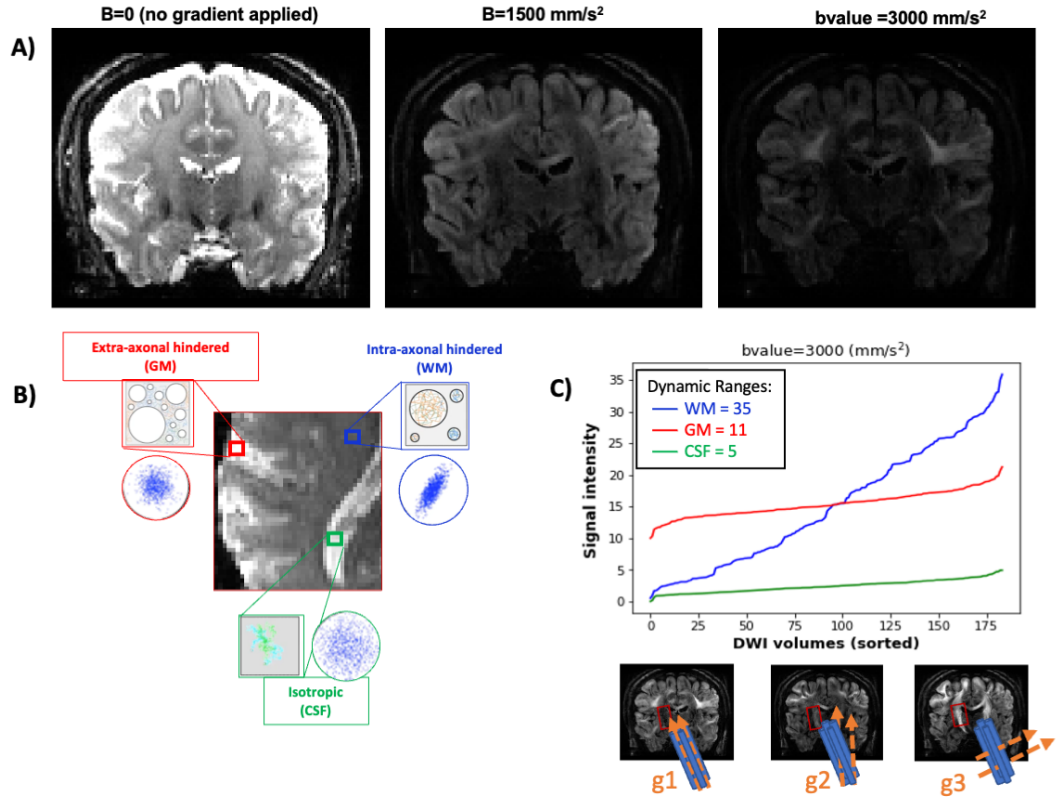 B=0 (no gradient applied)
B=1500 mm/s²
bvalue =3000 mm/s²
A)
B)
Extra-axonal hindered
(GM)
Intra-axonal hindered
(WM)
Isotropic
(CSF)
C)
bvalue=3000 (mm/s²)
Dynamic Ranges:
WM = 35
GM = 11
CSF = 5
Signal intensity
35
30
25
20
15
10
5
0
0 25 50 75 100 125 150 175
DWI volumes (sorted)
g1 g2 g3